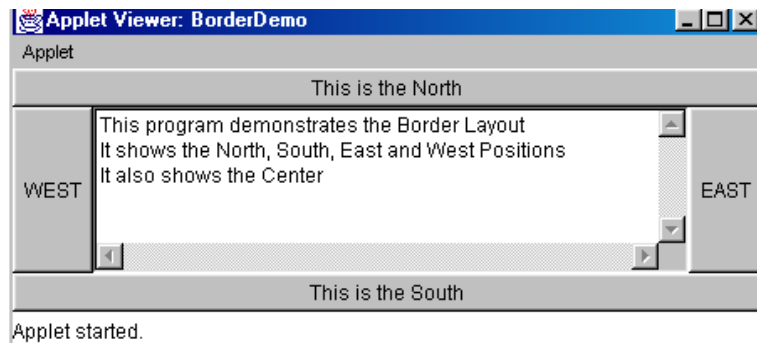 Applet Viewer: BorderDemo
Applet
This is the North
WEST
This program demonstrates the Border Layout
It shows the North, South, East and West Positions
It also shows the Center
EAST
This is the South
Applet started.